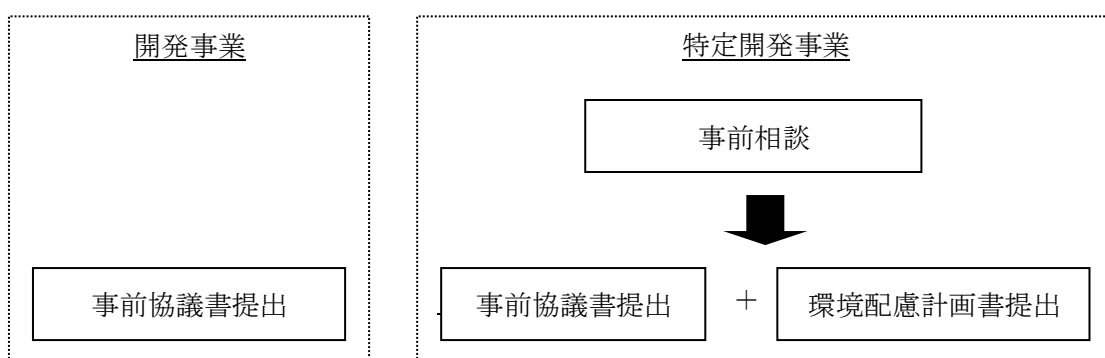 開発事業
事前協議書提出
特定開発事業
事前相談
事前協議書提出 + 環境配慮計画書提出